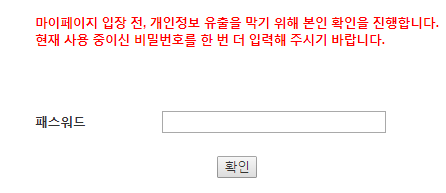 마이페이지 입장 전, 개인정보 유출을 막기 위해 본인 확인을 진행합니다.
현재 사용 중이신 비밀번호를 한 번 더 입력해 주시기 바랍니다.
패스워드
확인